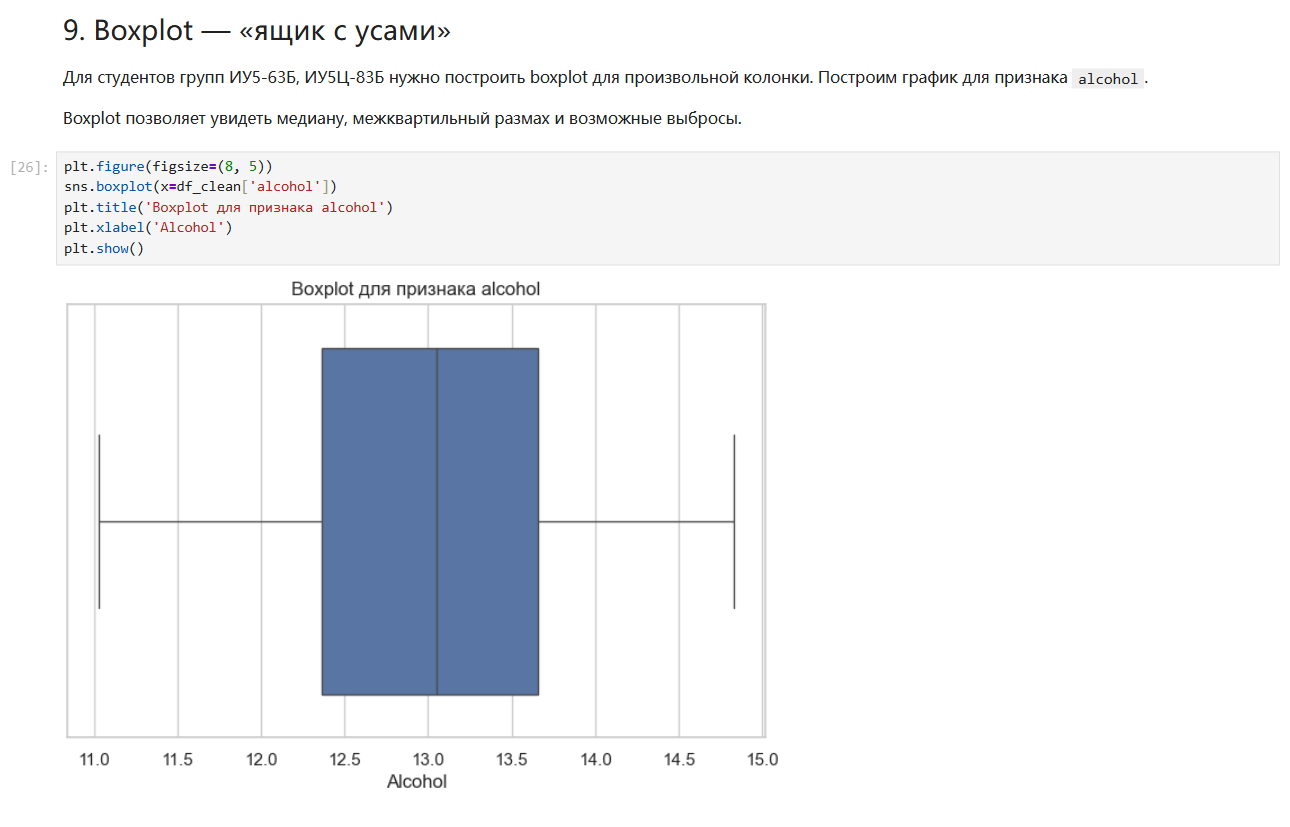 9. Boxplot — «ящик с усами»
Для студентов групп ИУ5-63Б, ИУ5Ц-83Б нужно построить boxplot для произвольной колонки. Построим график для признака alcohol.
Boxplot позволяет увидеть медиану, межквартильный размах и возможные выбросы.
[26]:
plt.figure(figsize=(8, 5))
sns.boxplot(x=df_clean['alcohol'])
plt.title('Boxplot для признака alcohol')
plt.xlabel('Alcohol')
plt.show()
Boxplot для признака alcohol
11.0 11.5 12.0 12.5 13.0 13.5 14.0 14.5 15.0
Alcohol